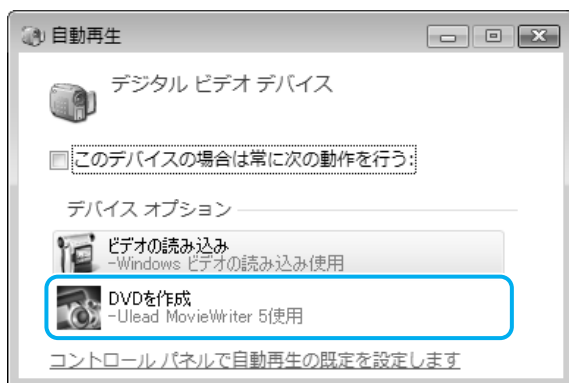 自動再生
デジタル ビデオ デバイス
このデバイスの場合は常に次の動作を行う:
デバイス オプション
ビデオの読み込み
-Windows ビデオの読み込み使用
DVDを作成
-Ulead MovieWriter 5使用
コントロール パネルで自動再生の既定を設定します